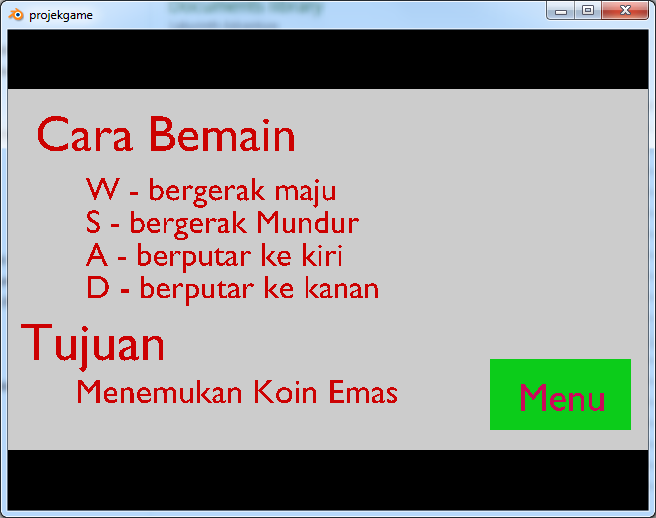 projekgame
Cara Bemain
W - bergerak maju
S - bergerak Mundur
A - berputar ke kiri
D - berputar ke kanan
Tujuan
Menemukan Koin Emas
Menu